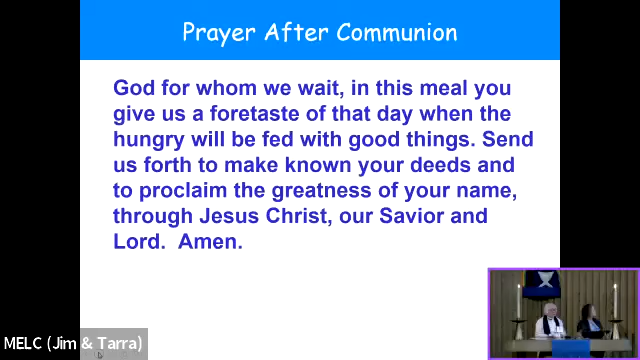 Prayer After Communion
God for whom we wait, in this meal you
give us a foretaste of that day when the
hungry will be fed with good things. Send
us forth to make known your deeds and
to proclaim the greatness of your name,
through Jesus Christ, our Savior and
Lord.  Amen.
MELC (Jim & Tarra)